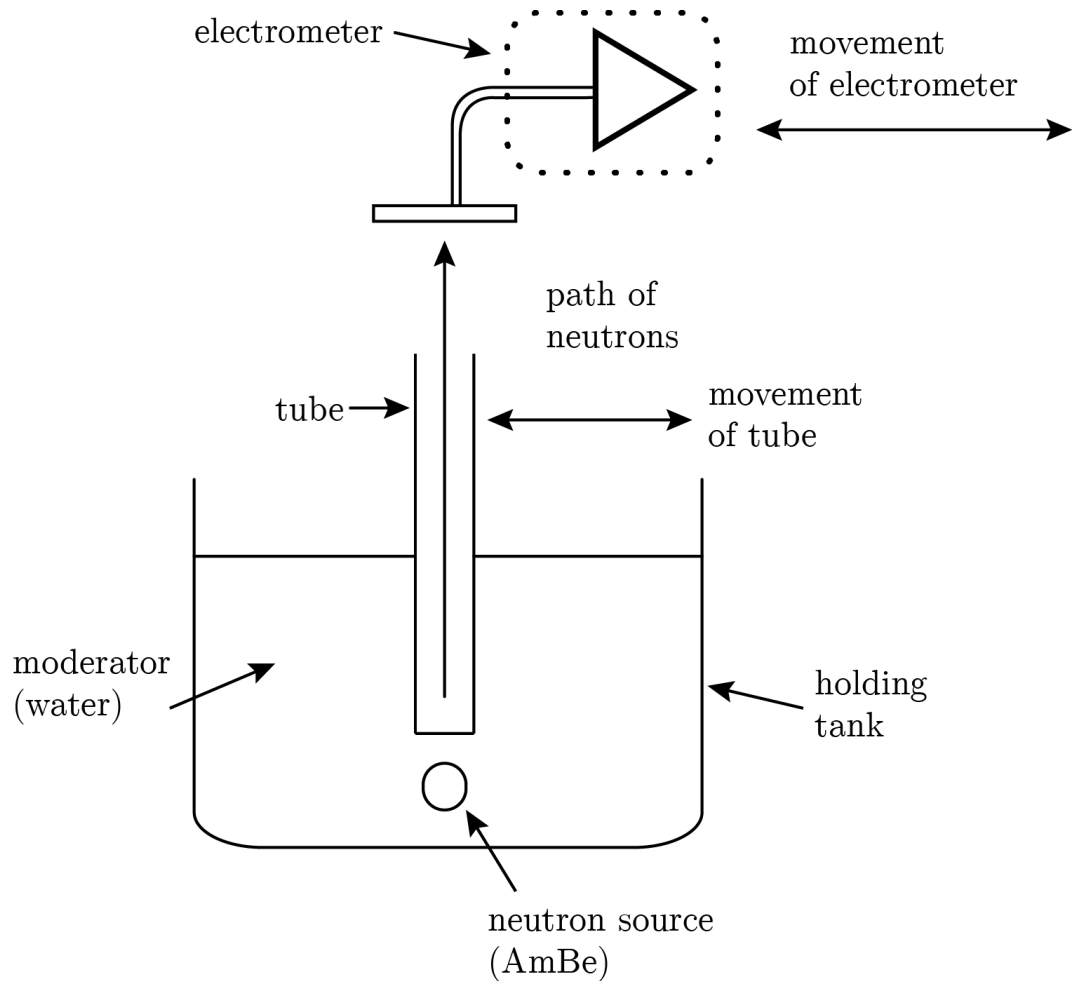 electrometer
movement
of electrometer
path of
neutrons
tube
movement
of tube
moderator
(water)
holding
tank
neutron source
(AmBe)